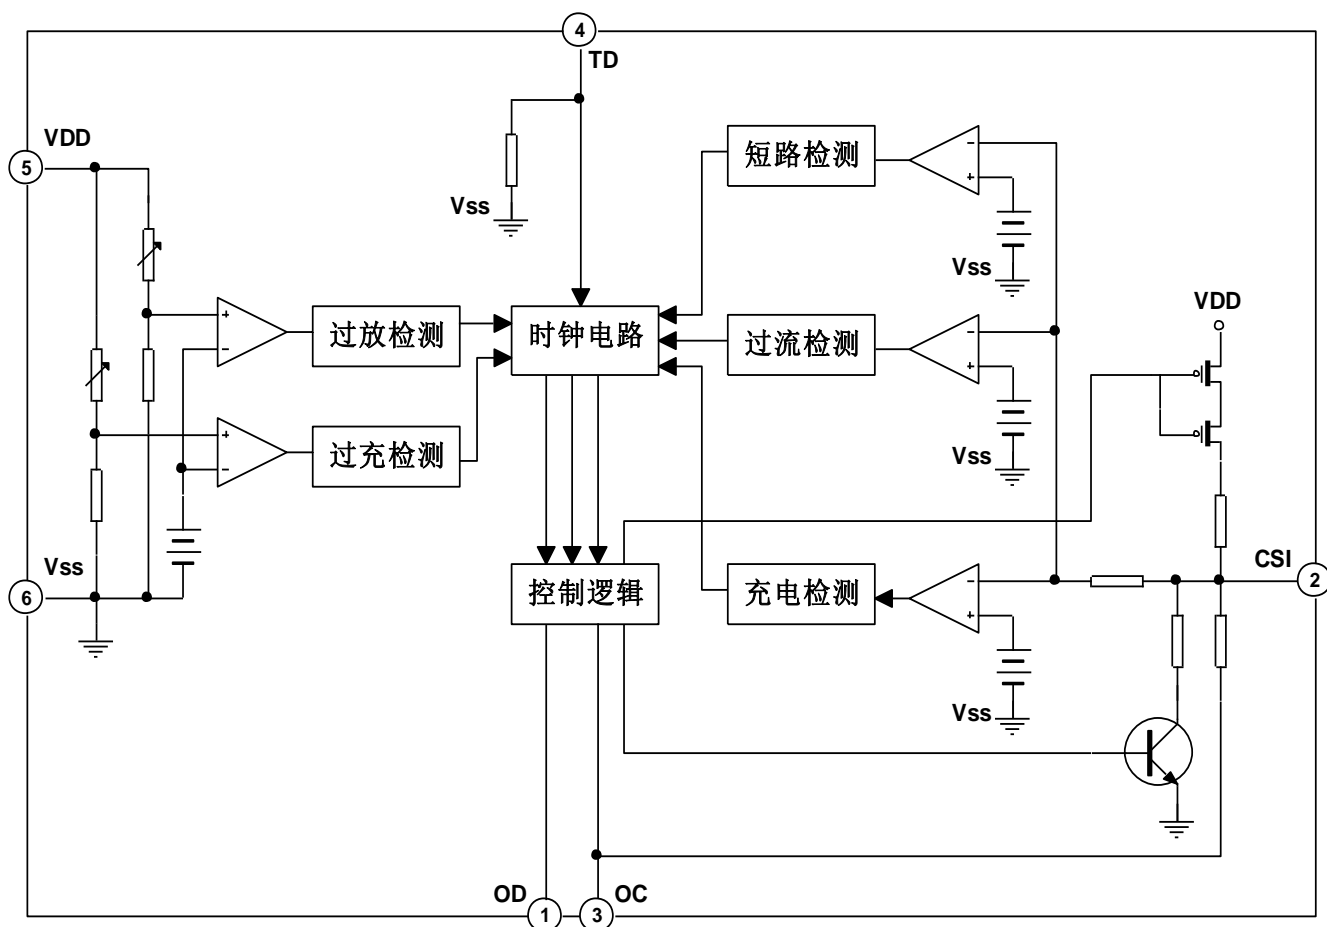 4
TD
VDD
5
短路检测
-
+
Vss
Vss
VDD
+
-
过放检测
时钟电路
过流检测
-
+
+
-
过充检测
Vss
Vss
6
控制逻辑
充电检测
-
+
CSI
2
Vss
OD
1
3
OC